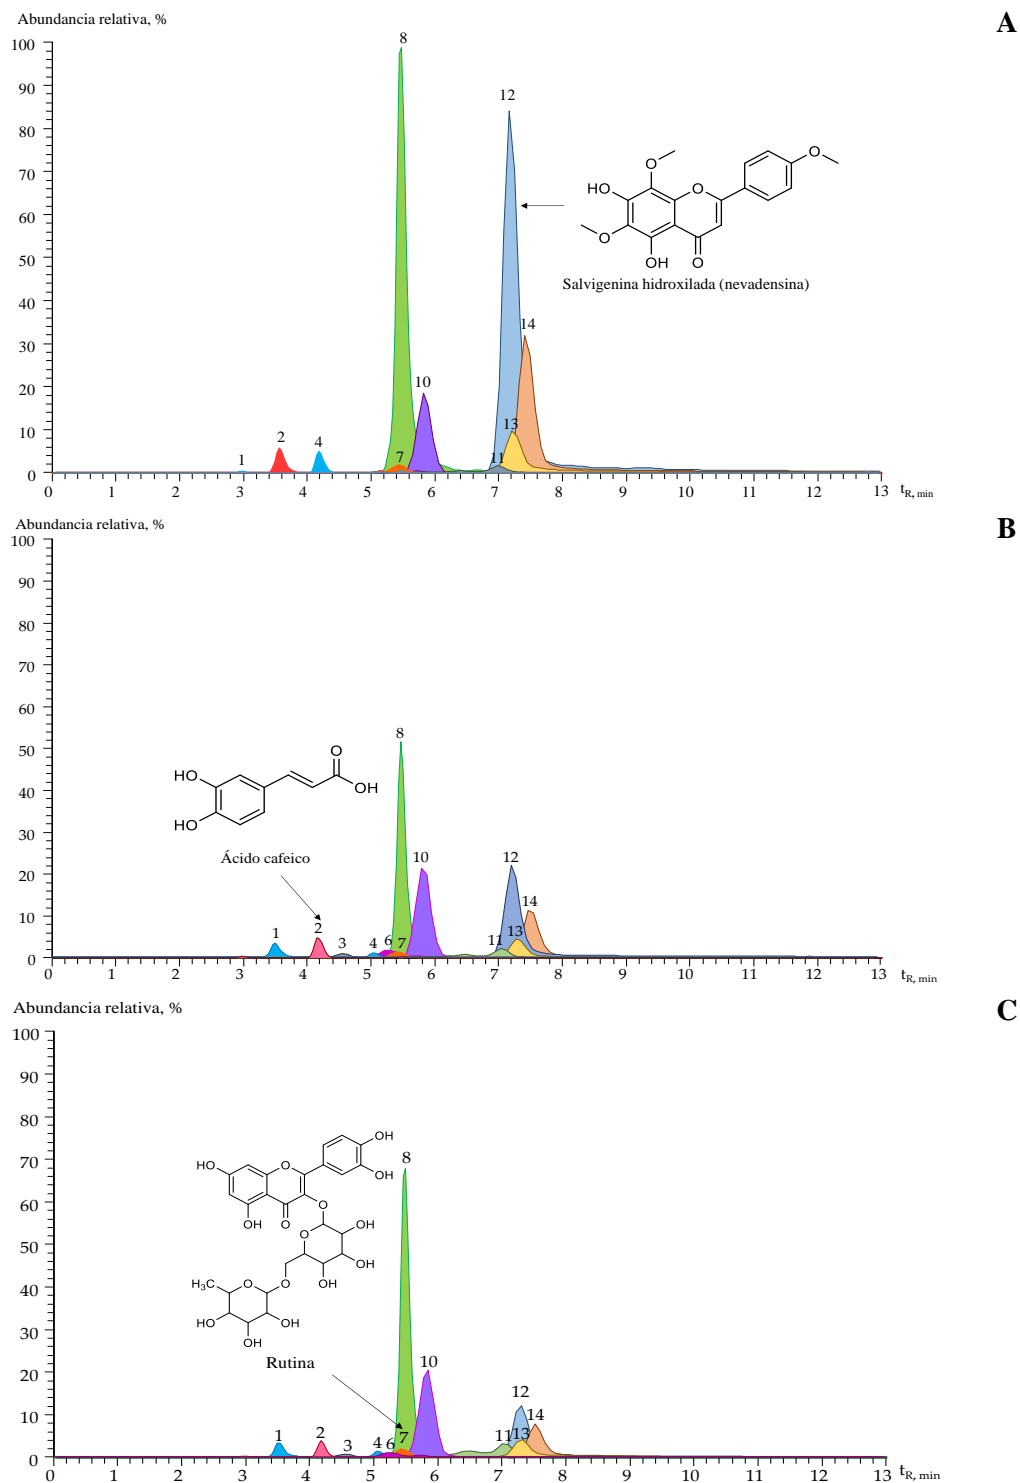 Abundancia relativa, %
A
100
90
80
70
60
50
40
30
20
10
0
8
12
14
10
13
2
4
1
7
11
O
O
HO
O
O
OH
O
Salvigenina hidroxilada (nevadensina)
0 1 2 3 4 5 6 7 8 9 10 11 12 13 tR, min
Abundancia relativa, %
B
100
90
80
70
60
50
40
30
20
10
0
8
O
HO
OH
HO
Ácido cafeico
10
12
14
1
2
3
4
6
7
11
13
0 1 2 3 4 5 6 7 8 9 10 11 12 13 tR, min
Abundancia relativa, %
C
100
90
80
70
60
50
40
30
20
10
0
OH
HO
O
OH
O
OH
O
O
OH
OH
OH
O
H3C
O
HO
OH
OH
Rutina
8
10
12
14
1
2
3
4
6
7
11
13
0 1 2 3 4 5 6 7 8 9 10 11 12 13 tR, min